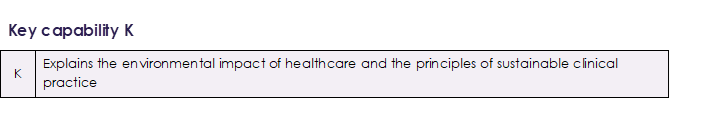 Key capability K
K
Explains the environmental impact of healthcare and the principles of sustainable clinical
practice